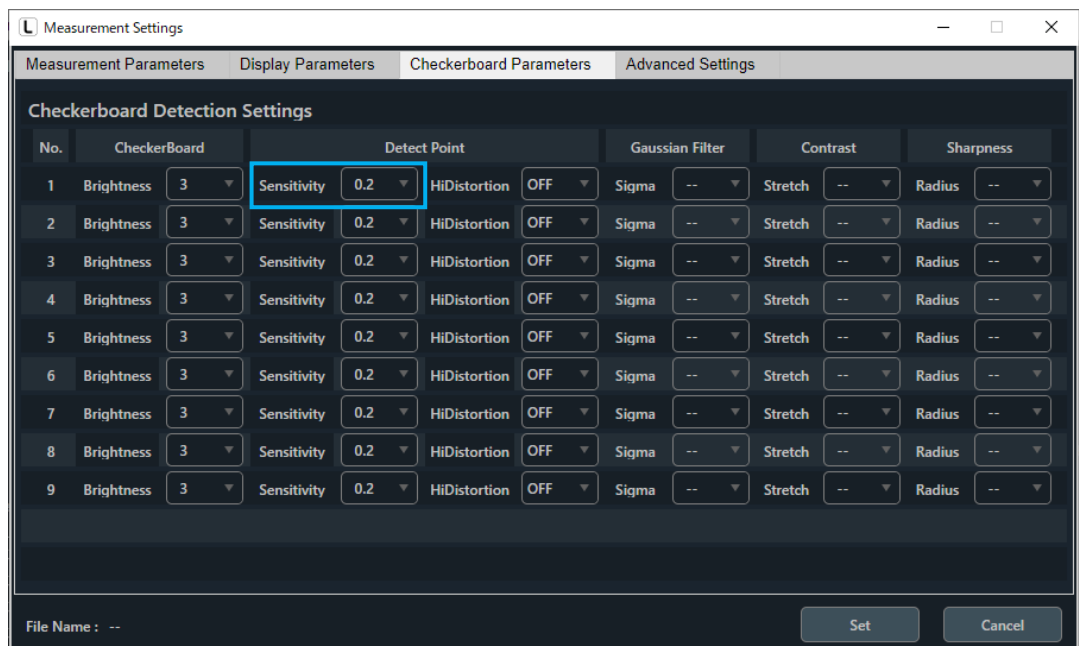 L Measurement Settings
Measurement Parameters Display Parameters Checkerboard Parameters Advanced Settings
Checkerboard Detection Settings
No. CheckerBoard Detect Point Gaussian Filter Contrast Sharpness
1 Brightness 3 Sensitivity 0.2 HiDistortion OFF Sigma -- Stretch -- Radius --
2 Brightness 3 Sensitivity 0.2 HiDistortion OFF Sigma -- Stretch -- Radius --
3 Brightness 3 Sensitivity 0.2 HiDistortion OFF Sigma -- Stretch -- Radius --
4 Brightness 3 Sensitivity 0.2 HiDistortion OFF Sigma -- Stretch -- Radius --
5 Brightness 3 Sensitivity 0.2 HiDistortion OFF Sigma -- Stretch -- Radius --
6 Brightness 3 Sensitivity 0.2 HiDistortion OFF Sigma -- Stretch -- Radius --
7 Brightness 3 Sensitivity 0.2 HiDistortion OFF Sigma -- Stretch -- Radius --
8 Brightness 3 Sensitivity 0.2 HiDistortion OFF Sigma -- Stretch -- Radius --
9 Brightness 3 Sensitivity 0.2 HiDistortion OFF Sigma -- Stretch -- Radius --
File Name : -- Set Cancel